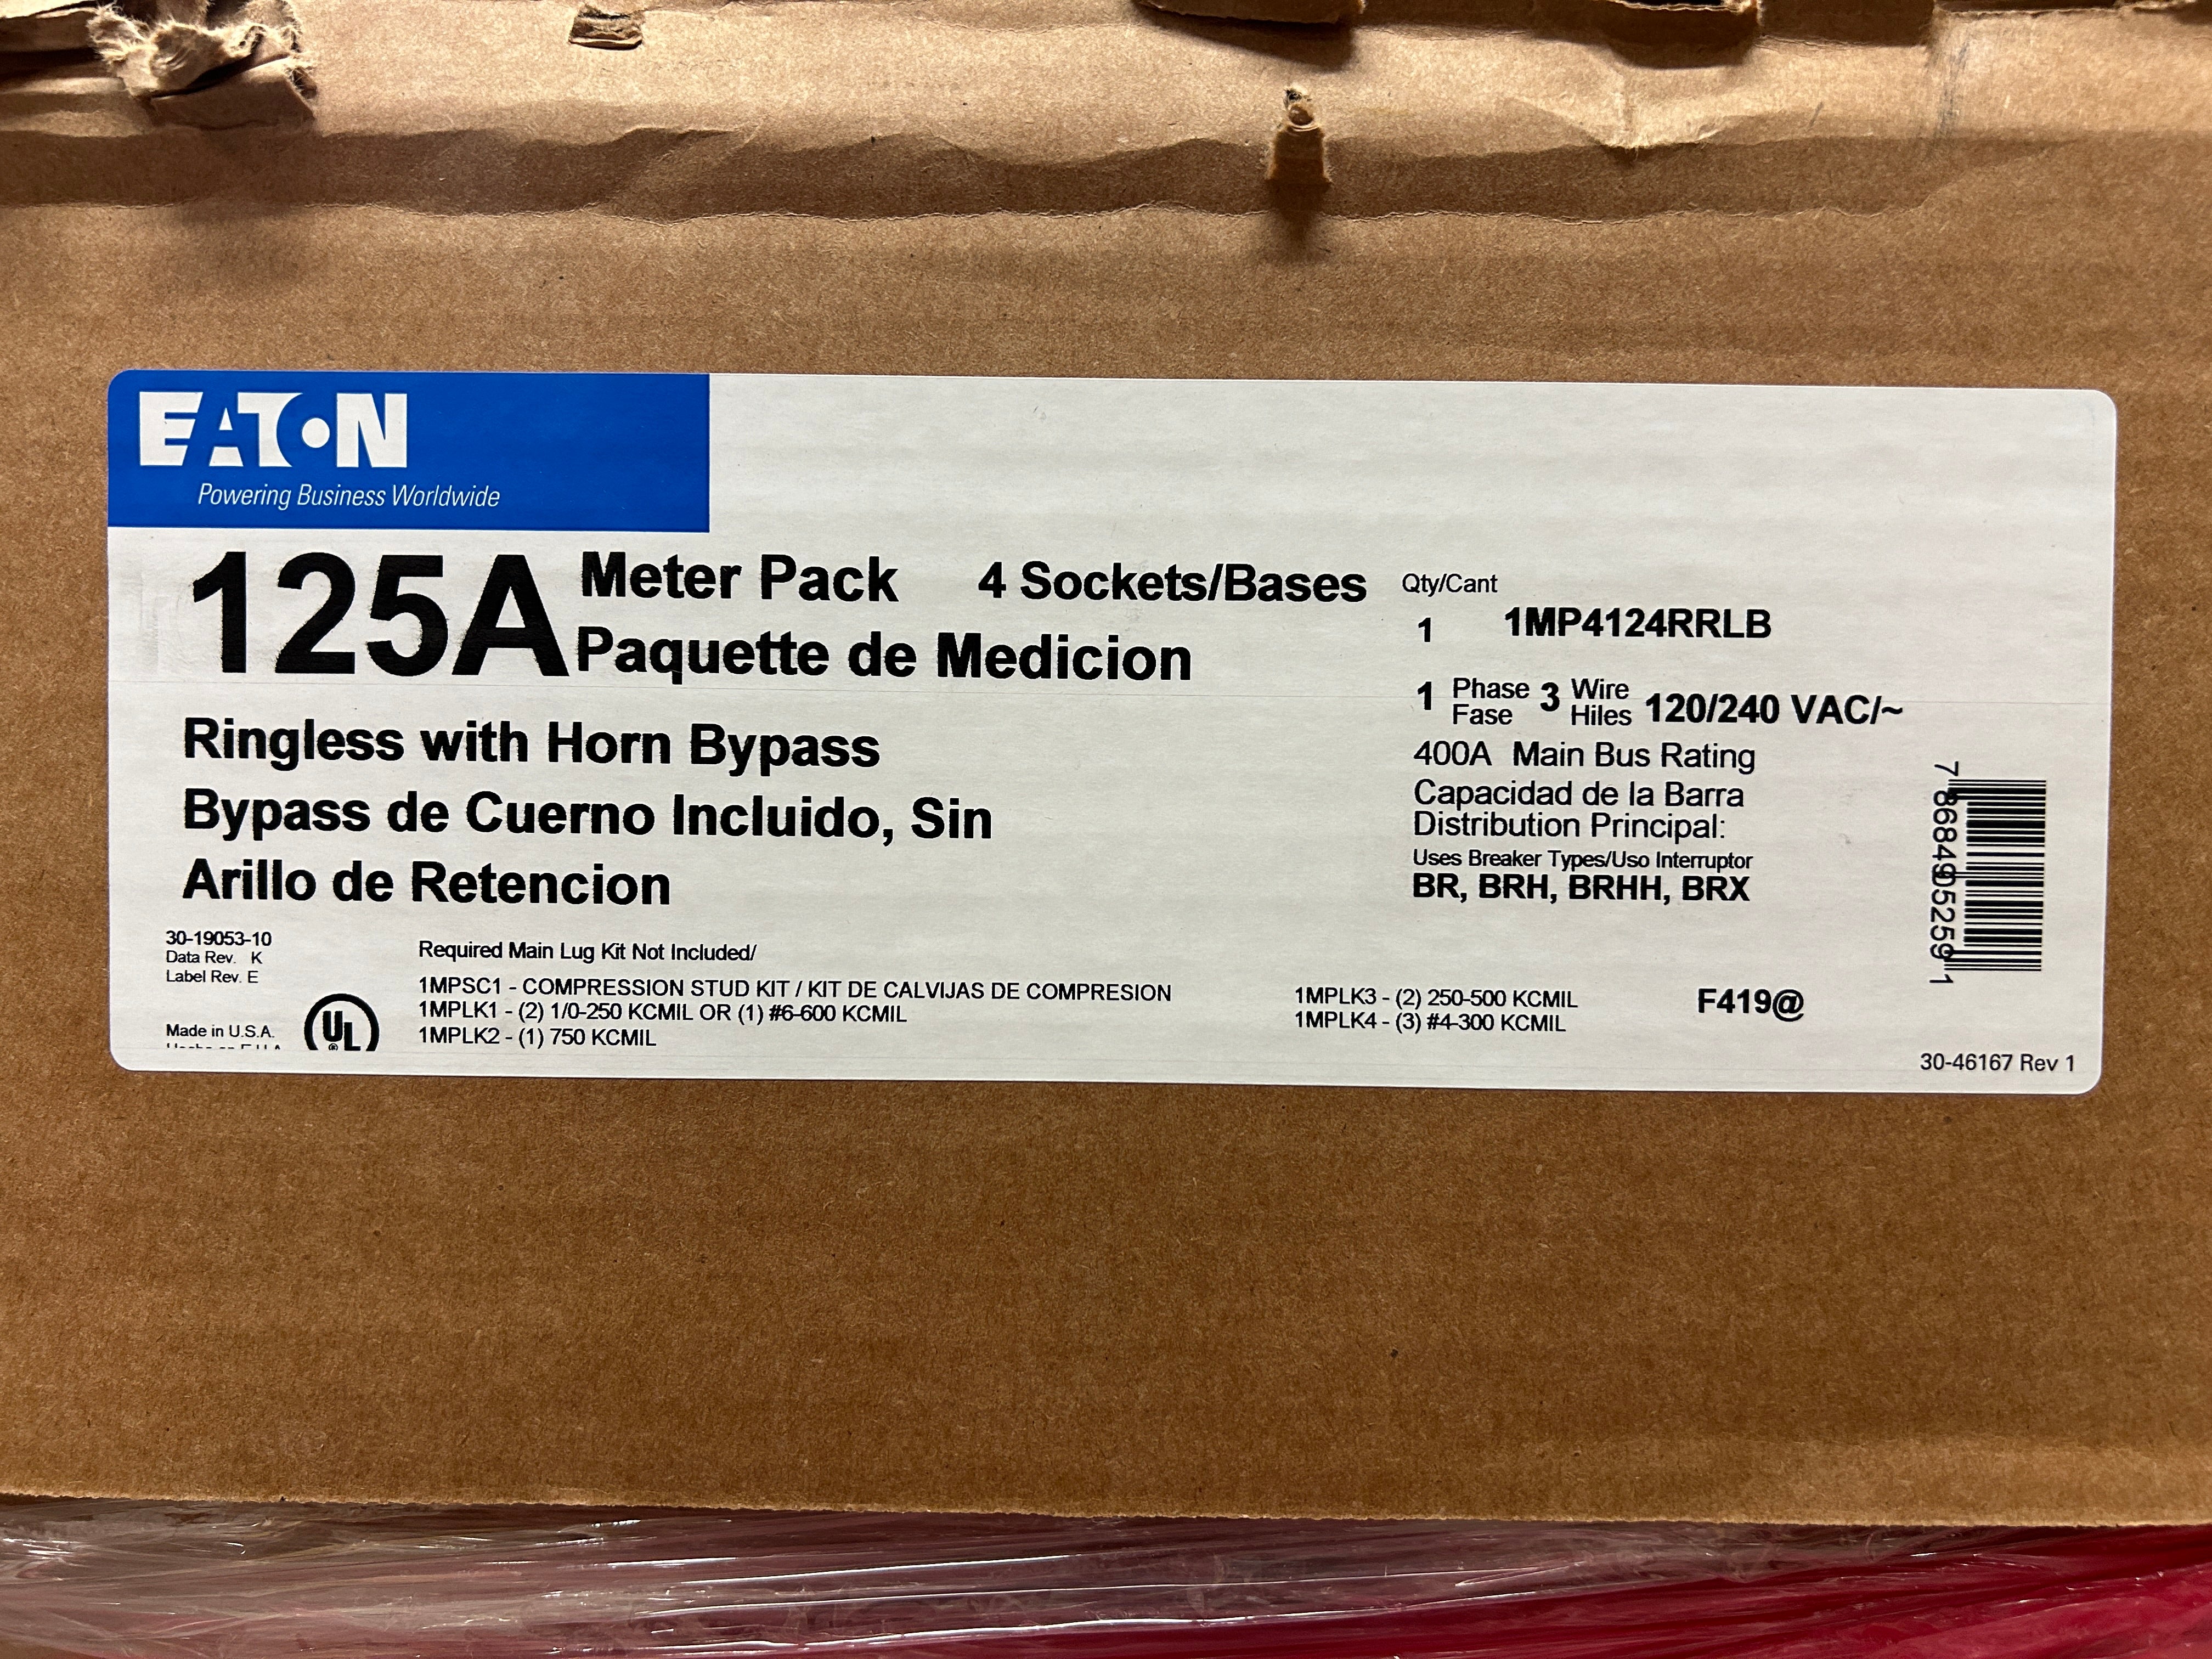 EATON
Powering Business Worldwide
125A Meter Pack 4 Sockets/Bases
Paquette de Medicion
Ringless with Horn Bypass
Bypass de Cuerno Incluido, Sin
Arillo de Retencion
Qty/Cant
1 1MP4124RRLB
1 Phase 3 Wire 120/240 VAC/~
Fase Hiles
400A Main Bus Rating
Capacidad de la Barra
Distribution Principal:
Uses Breaker Types/Uso Interruptor
BR, BRH, BRHH, BRX
30-19053-10
Data Rev. K
Label Rev. E
Made in U.S.A.
UL
®
Required Main Lug Kit Not Included/
1MPSC1 - COMPRESSION STUD KIT / KIT DE CALVIJAS DE COMPRESION
1MPLK1 - (2) 1/0-250 KCMIL OR (1) #6-600 KCMIL
1MPLK2 - (1) 750 KCMIL
1MPLK3 - (2) 250-500 KCMIL
1MPLK4 - (3) #4-300 KCMIL
F419@
30-46167 Rev 1